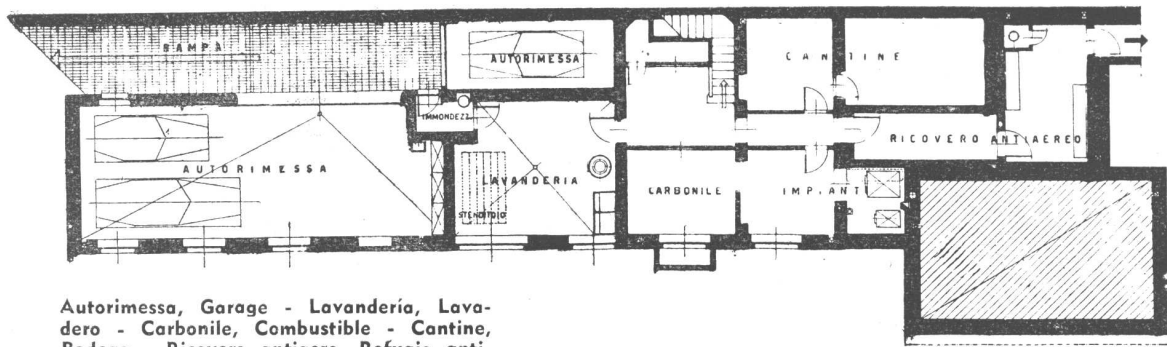 RAMPA
AUTORIMESSA
CANTINE
IMMONDEZZ.
RICOVERO ANTIAEREO
AUTORIMESSA
LAVANDERIA
CARBONILE
IMPIANTI
STENDITOIO
Autorimessa, Garage - Lavandería, Lava-
dero - Carbonile, Combustible - Cantine,